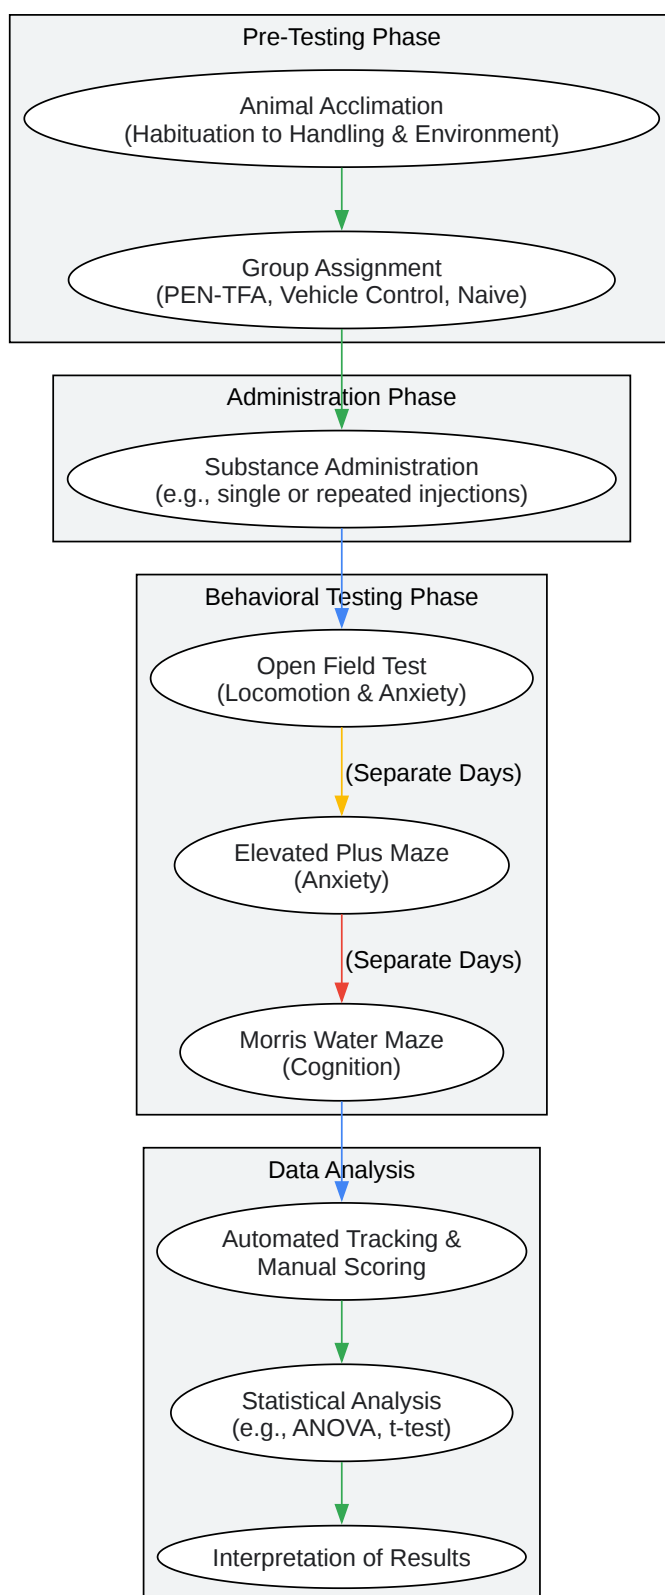 Pre-Testing Phase
Animal Acclimation
(Habituation to Handling & Environment)
Group Assignment
(PEN-TFA, Vehicle Control, Naive)
Administration Phase
Substance Administration
(e.g., single or repeated injections)
Behavioral Testing Phase
Open Field Test
(Locomotion & Anxiety)
(Separate Days)
Elevated Plus Maze
(Anxiety)
(Separate Days)
Morris Water Maze
(Cognition)
Data Analysis
Automated Tracking &
Manual Scoring
Statistical Analysis
(e.g., ANOVA, t-test)
Interpretation of Results